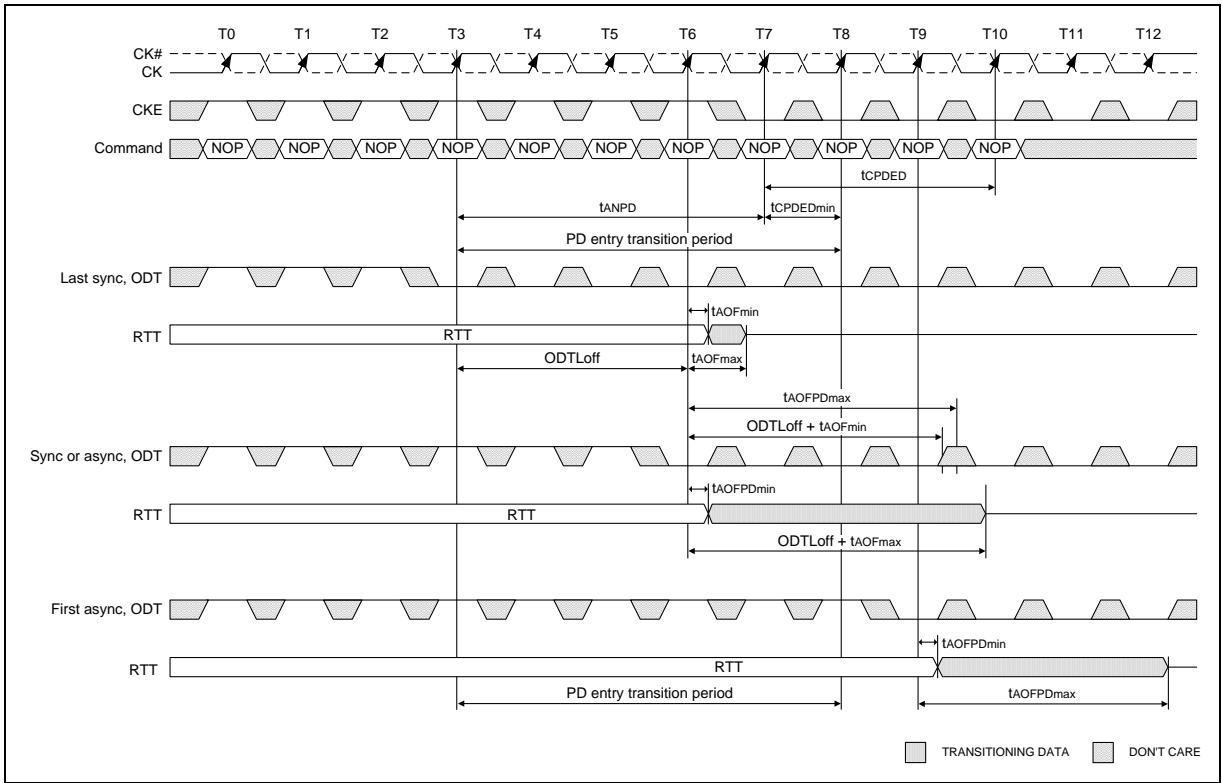 T0 T1 T2 T3 T4 T5 T6 T7 T8 T9 T10 T11 T12
CK#
CK
CKE
Command NOP NOP NOP NOP NOP NOP NOP NOP NOP NOP NOP
tCPDED
tANPD tCPDEDmin
PD entry transition period
Last sync, ODT
tAOFmin
RTT RTT
ODTLoff tAOFmax
tAOFPDmax
ODTLoff + tAOFmin
Sync or async, ODT
tAOFPDmin
RTT RTT
ODTLoff + tAOFmax
First async, ODT
tAOFPDmin
RTT RTT
PD entry transition period tAOFPDmax
TRANSITIONING DATA DON'T CARE